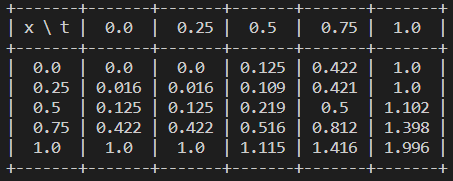 +-------+-------+-------+-------+-------+-------+
| x \ t |  0.0  |  0.25 |  0.5  |  0.75 |  1.0  |
+-------+-------+-------+-------+-------+-------+
|  0.0  |  0.0  |  0.0  | 0.125 | 0.422 |  1.0  |
|  0.25 | 0.016 | 0.016 | 0.109 | 0.421 |  1.0  |
|  0.5  | 0.125 | 0.125 | 0.219 |  0.5  | 1.102 |
|  0.75 | 0.422 | 0.422 | 0.516 | 0.812 | 1.398 |
|  1.0  |  1.0  |  1.0  | 1.115 | 1.416 | 1.996 |
+-------+-------+-------+-------+-------+-------+